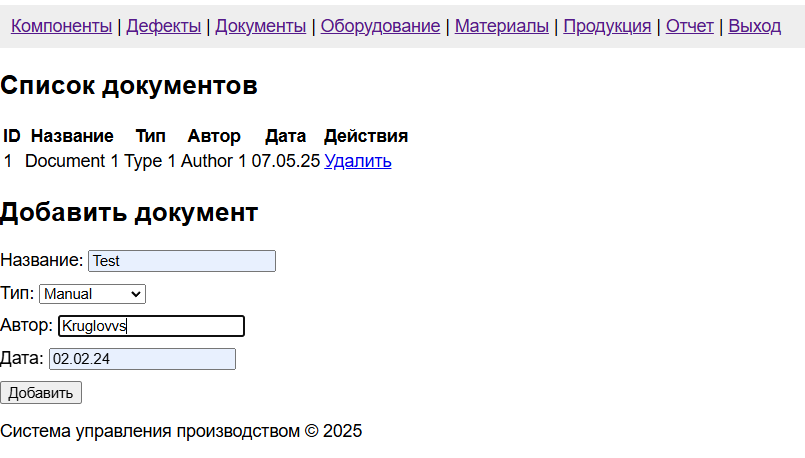 Компоненты | Дефекты | Документы | Оборудование | Материалы | Продукция | Отчет | Выход
Список документов
ID Название Тип Автор Дата Действия
1 Document 1 Type 1 Author 1 07.05.25 Удалить
Добавить документ
Название: Test
Тип: Manual
Автор: Kruglovvs
Дата: 02.02.24
Добавить
Система управления производством © 2025